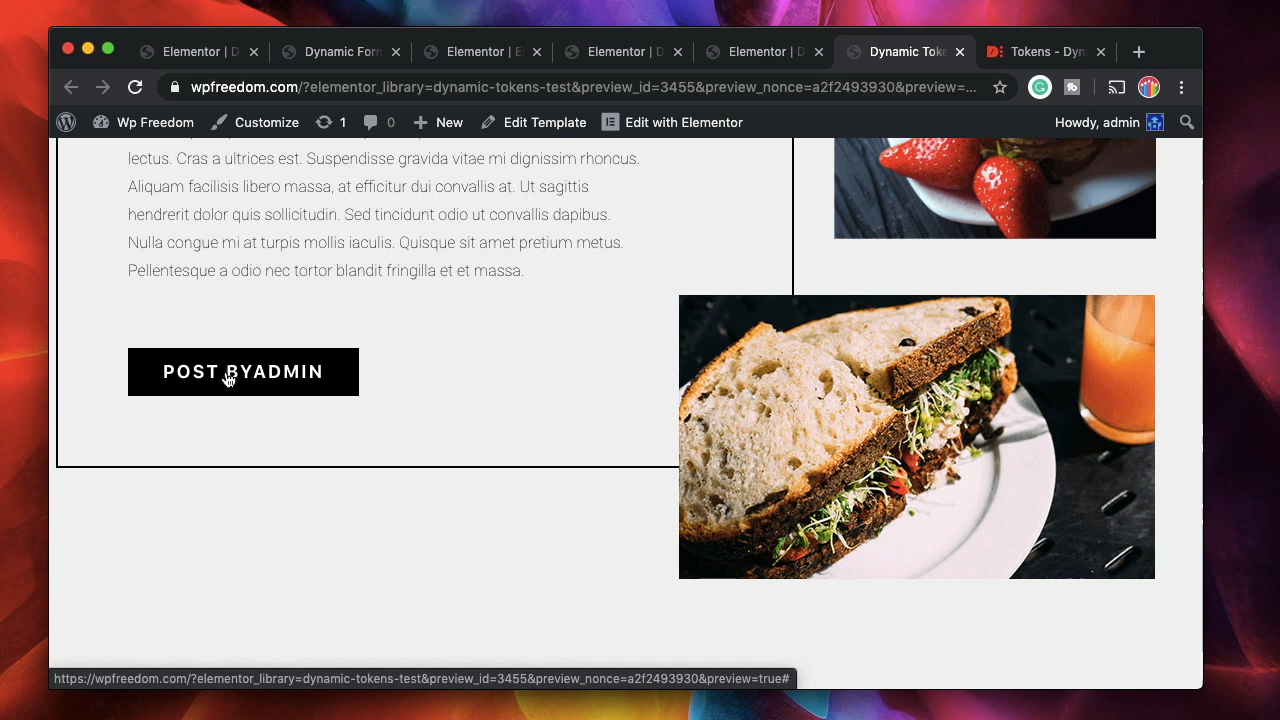 Elementor | D
Dynamic Forn
Elementor | E
Elementor | D
Elementor | D
Dynamic Toke
Tokens - Dyn
wpfreedom.com/?elementor_library=dynamic-tokens-test&preview_id=3455&preview_nonce=a2f2493930&preview=...
Wp Freedom Customize 1 0 New Edit Template Edit with Elementor Howdy, admin
lectus. Cras a ultrices est. Suspendisse gravida vitae mi dignissim rhoncus.
Aliquam facilisis libero massa, at efficitur dui convallis at. Ut sagittis
hendrerit dolor quis sollicitudin. Sed tincidunt odio ut convallis dapibus.
Nulla congue mi at turpis mollis iaculis. Quisque sit amet pretium metus.
Pellentesque a odio nec tortor blandit fringilla et et massa.
POST BYADMIN
https://wpfreedom.com/?elementor_library=dynamic-tokens-test&preview_id=3455&preview_nonce=a2f2493930&preview=true#